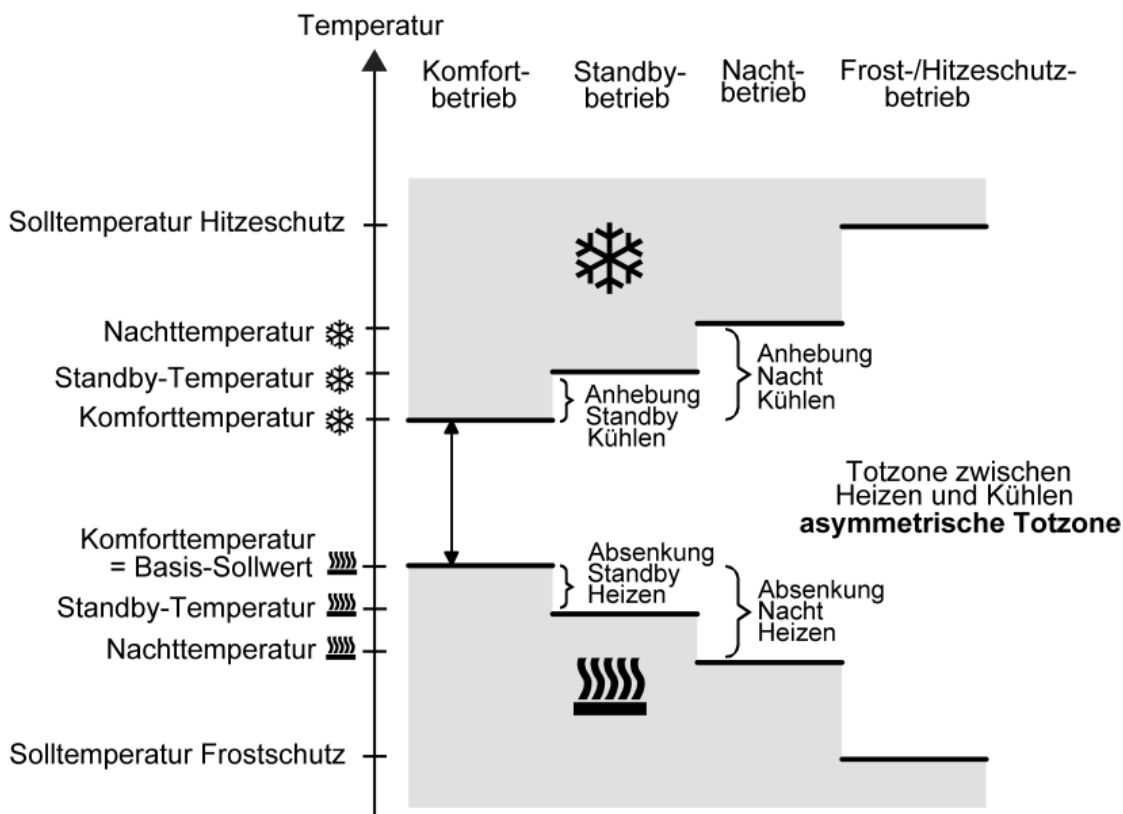 Temperatur
Komfort-
betrieb
Standby-
betrieb
Nacht-
betrieb
Frost-/Hitzeschutz-
betrieb
Solltemperatur Hitzeschutz
Nachttemperatur
Standby-Temperatur
Komforttemperatur
Anhebung
Standby
Kühlen
Anhebung
Nacht
Kühlen
Totzone zwischen
Heizen und Kühlen
asymmetrische Totzone
Komforttemperatur
= Basis-Sollwert
Standby-Temperatur
Nachttemperatur
Absenkung
Standby
Heizen
Absenkung
Nacht
Heizen
Solltemperatur Frostschutz